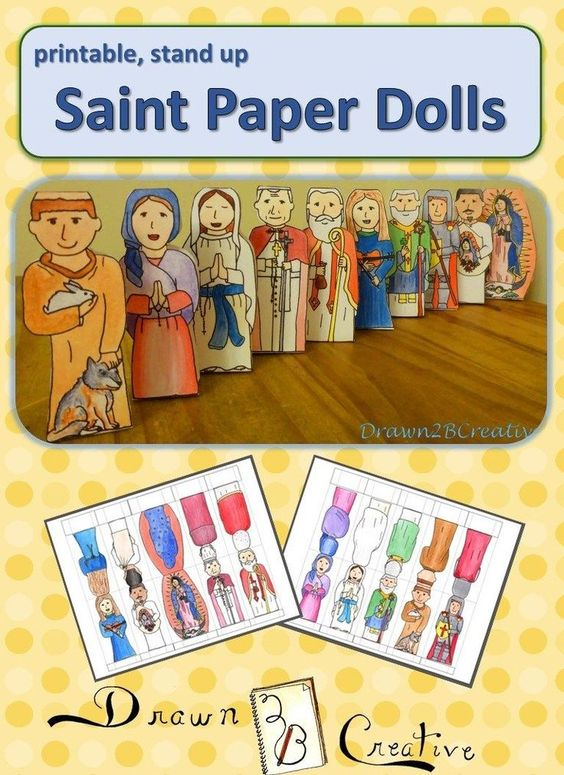 printable, stand up
Saint Paper Dolls
Drawn2BCreative
Drawn 2B Creative